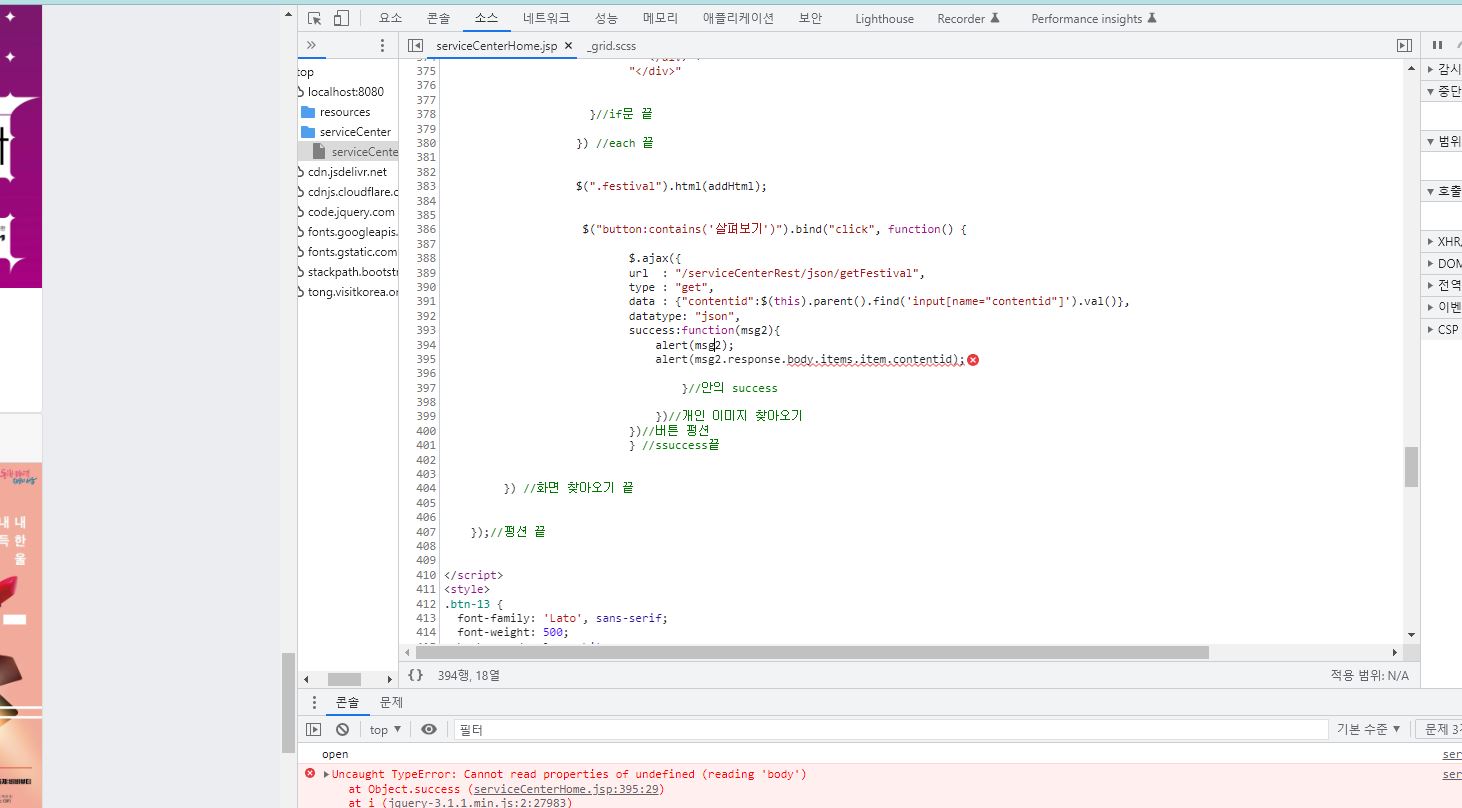 요소 콘솔 소스 네트워크 성능 메모리 애플리케이션 보안 Lighthouse Recorder Performance insights
serviceCenterHome.jsp × _grid.scss
top
localhost:8080
resources
serviceCenter
serviceCente
cdn.jsdelivr.net
cdnjs.cloudflare.c
code.jquery.com
fonts.googleapis.
fonts.gstatic.com
stackpath.bootstr
tong.visitkorea.or
375 "</div>"
376
377
378 }//if문 끝
379
380 }) //each 끝
381
382
383 $(".festival").html(addHtml);
384
385
386 $("button:contains('살펴보기')").bind("click", function() {
387
388 $.ajax({
389 url  : "/serviceCenterRest/json/getFestival",
390 type : "get",
391 data : {"contentid":$(this).parent().find('input[name="contentid"]').val()},
392 datatype: "json",
393 success:function(msg2){
394 alert(msg2);
395 alert(msg2.response.body.items.item.contentid);
396
397 }//안의 success
398
399 })//개인 이미지 찾아오기
400 })//버튼 펑션
401 } //ssuccess끝
402
403
404 }) //화면 찾아오기 끝
405
406
407 });//펑션 끝
408
409
410 </script>
411 <style>
412 .btn-13 {
413 font-family: 'Lato', sans-serif;
414 font-weight: 500;
{} 394행, 18열 적용 범위: N/A
감시
중단
범위
호출
XHR/
DOM
전역
이벤
CSP
콘솔 문제
top ▼ 필터 기본 수준 ▼ 문제 3
open ser
Uncaught TypeError: Cannot read properties of undefined (reading 'body') ser
at Object.success (serviceCenterHome.jsp:395:29)
at i (jquery-3.1.1.min.js:2:27983)
내 내
득 한
울